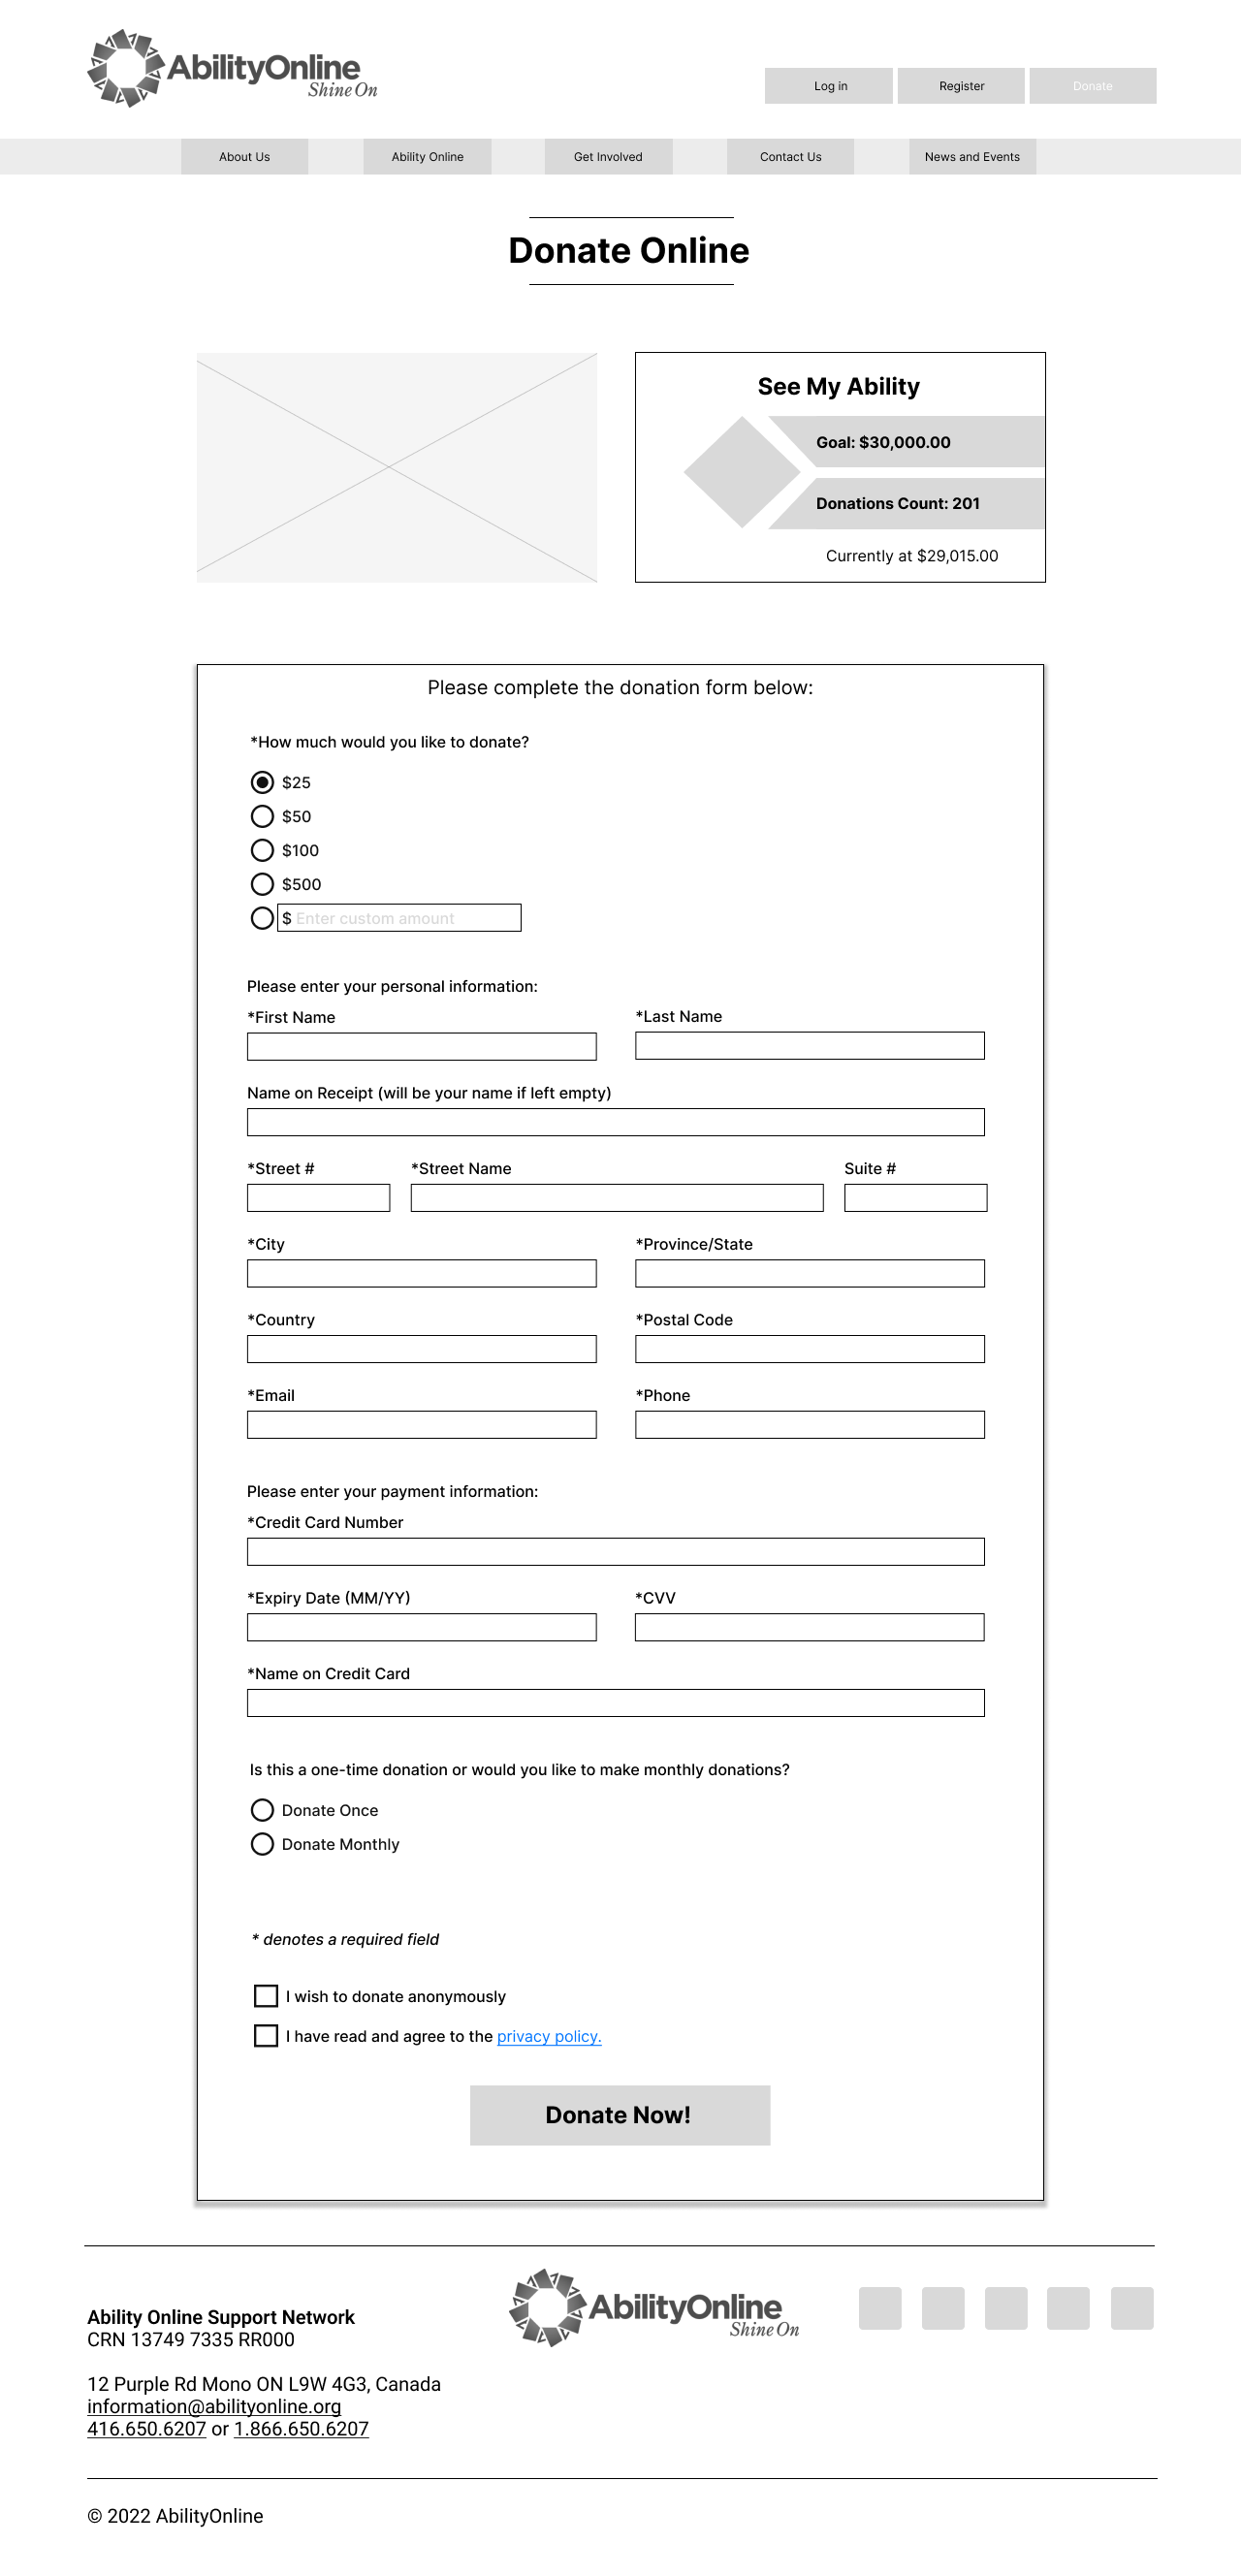 AbilityOnline
Shine On
Log in
Register
Donate
About Us
Ability Online
Get Involved
Contact Us
News and Events
Donate Online
See My Ability
Goal: $30,000.00
Donations Count: 201
Currently at $29,015.00
Please complete the donation form below:
*How much would you like to donate?
$25
$50
$100
$500
$ Enter custom amount
Please enter your personal information:
*First Name
*Last Name
Name on Receipt (will be your name if left empty)
*Street #
*Street Name
Suite #
*City
*Province/State
*Country
*Postal Code
*Email
*Phone
Please enter your payment information:
*Credit Card Number
*Expiry Date (MM/YY)
*CVV
*Name on Credit Card
Is this a one-time donation or would you like to make monthly donations?
Donate Once
Donate Monthly
* denotes a required field
I wish to donate anonymously
I have read and agree to the privacy policy.
Donate Now!
AbilityOnline
Shine On
Ability Online Support Network
CRN 13749 7335 RR000
12 Purple Rd Mono ON L9W 4G3, Canada
information@abilityonline.org
416.650.6207 or 1.866.650.6207
© 2022 AbilityOnline